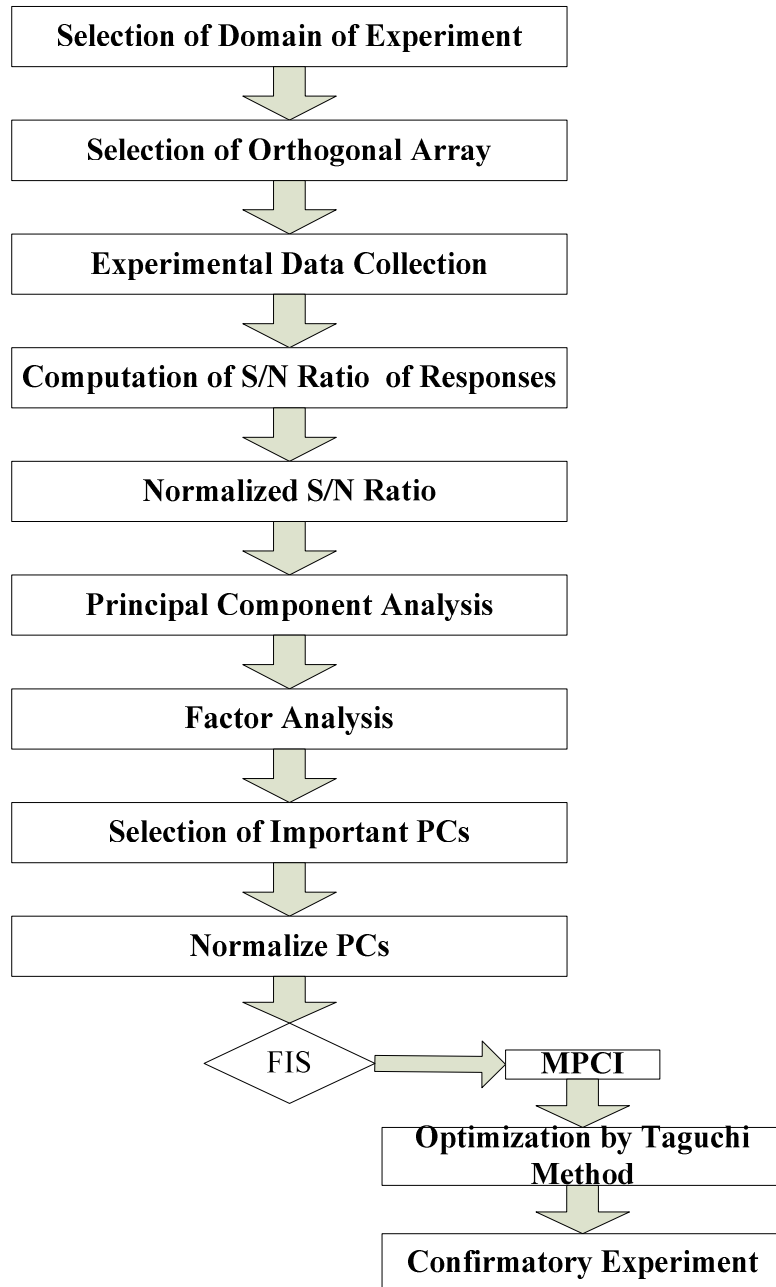 Selection of Domain of Experiment
Selection of Orthogonal Array
Experimental Data Collection
Computation of S/N Ratio of Responses
Normalized S/N Ratio
Principal Component Analysis
Factor Analysis
Selection of Important PCs
Normalize PCs
FIS
MPCI
Optimization by Taguchi
Method
Confirmatory Experiment